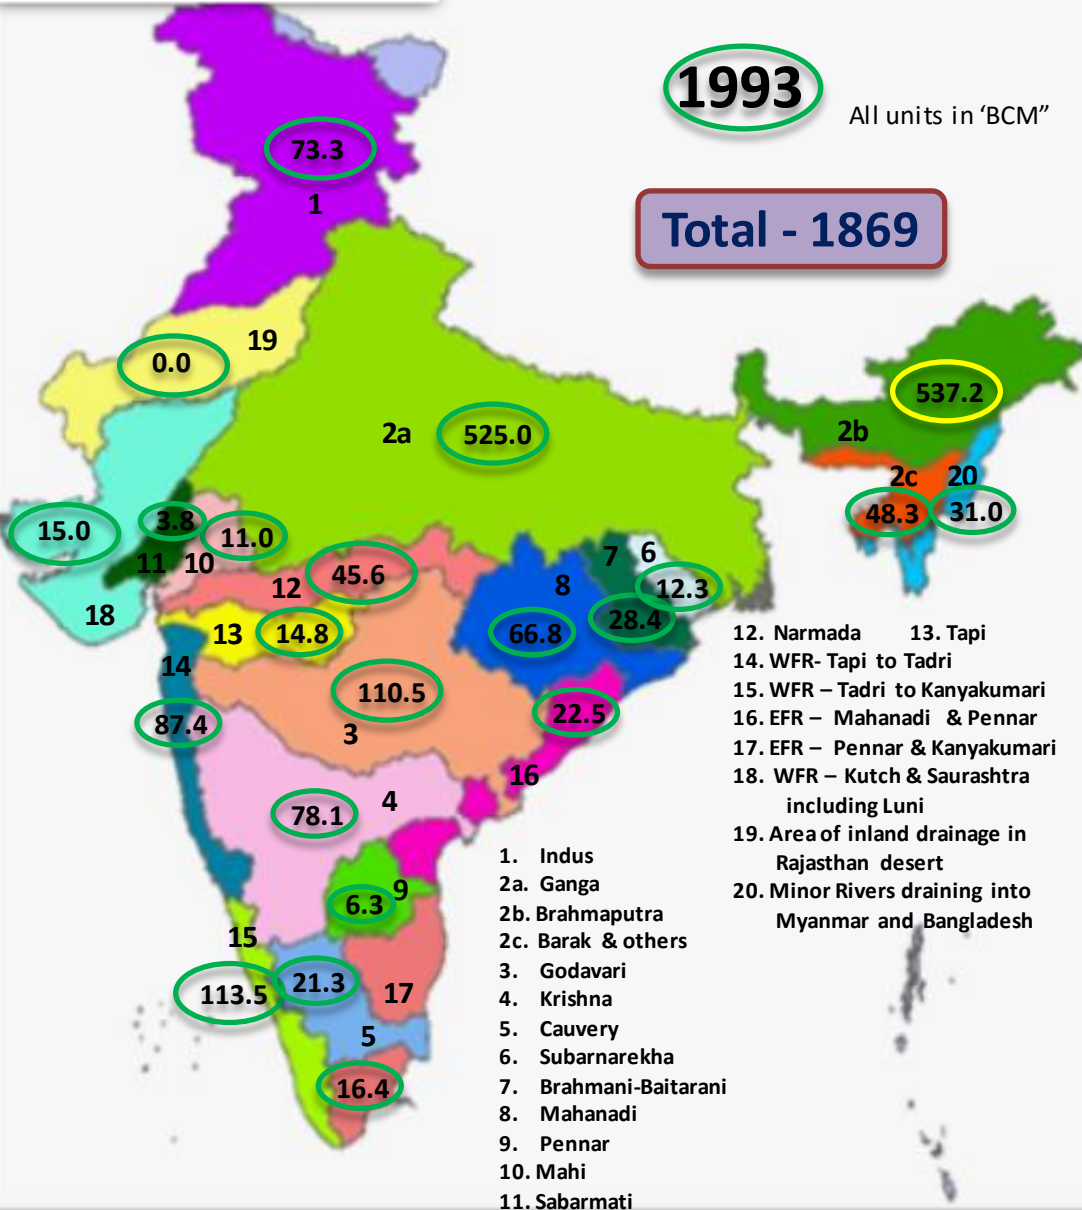 1993
All units in ‘BCM”
73.3
1
Total - 1869
19
0.0
537.2
2a
525.0
2b
2c
20
48.3
31.0
15.0
3.8
11.0
11
10
7
6
45.6
12
8
12.3
18
28.4
13
14.8
66.8
14
110.5
22.5
87.4
3
16
4
78.1
9
6.3
15
21.3
113.5
17
5
16.4
12. Narmada 13. Tapi
14. WFR- Tapi to Tadri
15. WFR – Tadri to Kanyakumari
16. EFR – Mahanadi & Pennar
17. EFR – Pennar & Kanyakumari
18. WFR – Kutch & Saurashtra
including Luni
19. Area of inland drainage in
Rajasthan desert
20. Minor Rivers draining into
Myanmar and Bangladesh
1. Indus
2a. Ganga
2b. Brahmaputra
2c. Barak & others
3. Godavari
4. Krishna
5. Cauvery
6. Subarnarekha
7. Brahmani-Baitarani
8. Mahanadi
9. Pennar
10. Mahi
11. Sabarmati